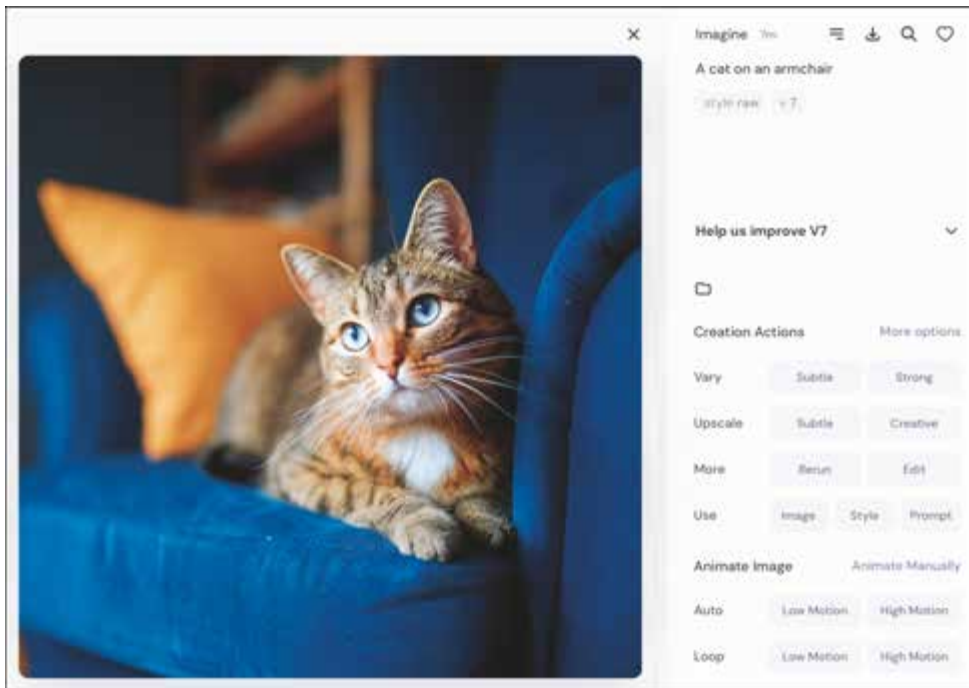 Imagine 7m
A cat on an armchair
style raw v 7
Help us improve V7
Creation Actions More options
Vary Subtle Strong
Upscale Subtle Creative
More Rerun Edit
Use Image Style Prompt
Animate Image Animate Manually
Auto Low Motion High Motion
Loop Low Motion High Motion